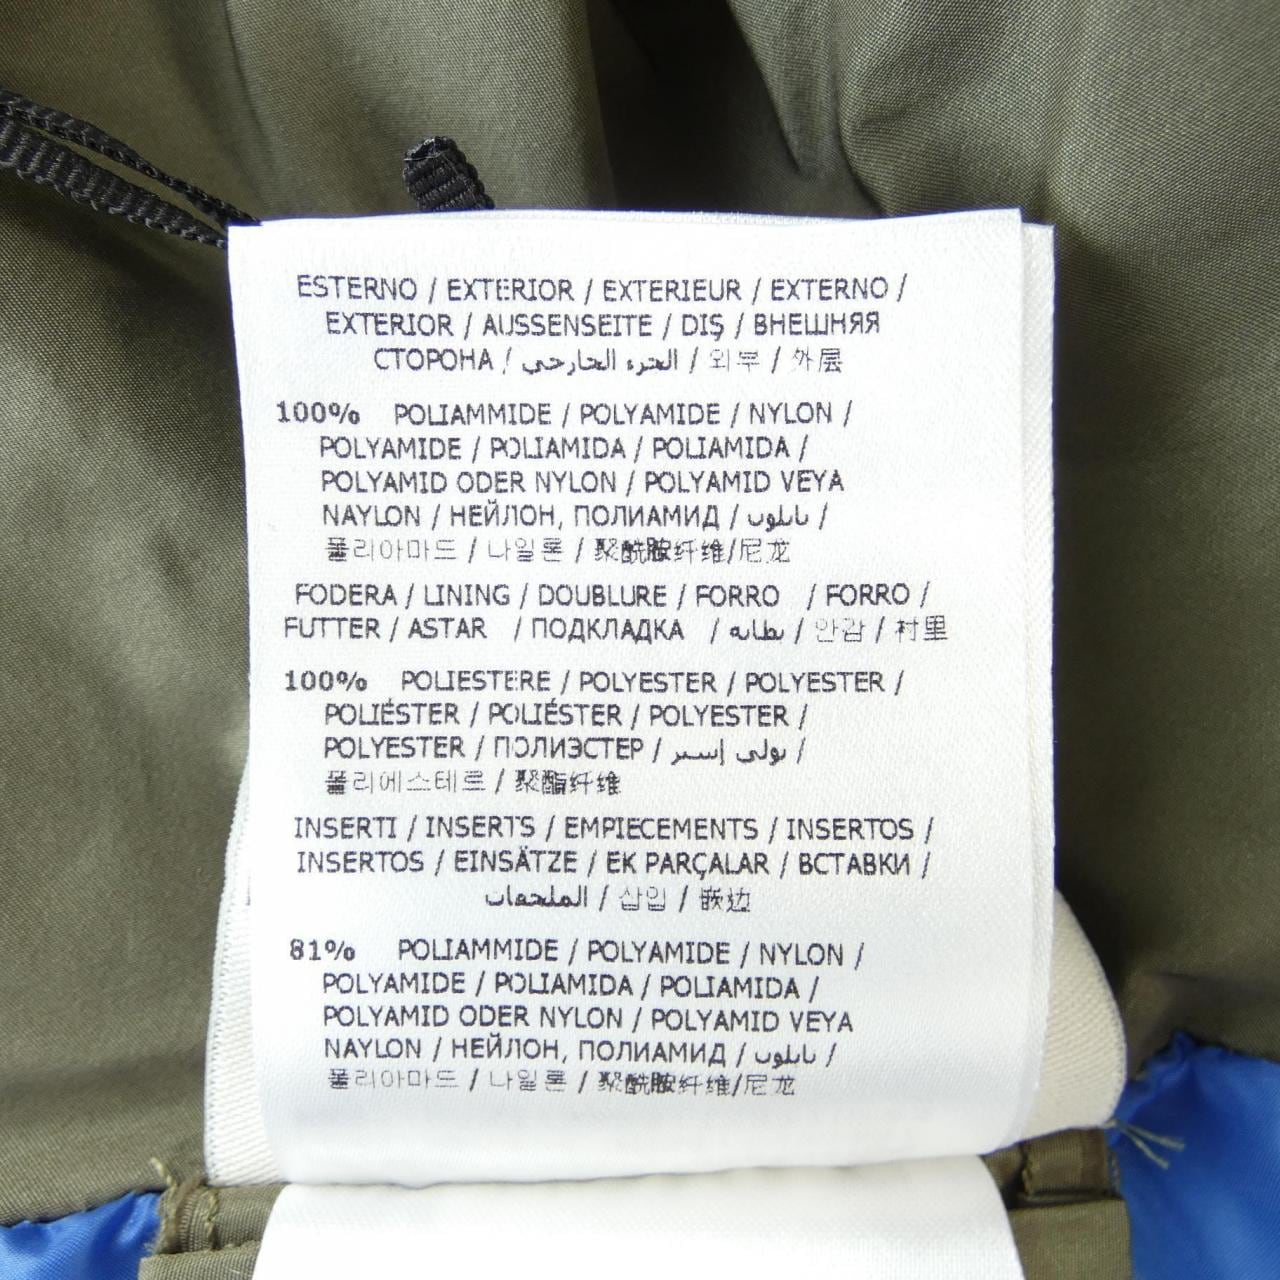 ESTERNO / EXTERIOR / EXTERIEUR / EXTERNO /
EXTERIOR / AUSSENSEITE / DIŞ / ВНЕШНЯЯ
СТОРОНА / الجزء الخارجي / 외부 / 外层
100% POLIAMMIDE / POLYAMIDE / NYLON /
POLYAMIDE / POLIAMIDA / POLIAMIDA /
POLYAMID ODER NYLON / POLYAMID VEYA
NAYLON / НЕЙЛОН, ПОЛИАМИД / نايلون /
폴리아마드 / 나일론 / 聚酰胺纤维/尼龙
FODERA / LINING / DOUBLURE / FORRO / FORRO /
FUTTER / ASTAR / ПОДКЛАДКА / بطانة / 안감 / 衬里
100% POLIESTERE / POLYESTER / POLYESTER /
POLIÉSTER / POLIÉSTER / POLYESTER /
POLYESTER / ПОЛИЭСТЕР / بولي إستر /
폴리에스테르 / 聚酯纤维
INSERTI / INSERTS / EMPIECEMENTS / INSERTOS /
INSERTOS / EINSÄTZE / EK PARÇALAR / ВСТАВКИ /
الملحقات / 삽입 / 嵌边
81% POLIAMMIDE / POLYAMIDE / NYLON /
POLYAMIDE / POLIAMIDA / POLIAMIDA /
POLYAMID ODER NYLON / POLYAMID VEYA
NAYLON / НЕЙЛОН, ПОЛИАМИД / نايلون /
폴리아마드 / 나일론 / 聚酰胺纤维/尼龙